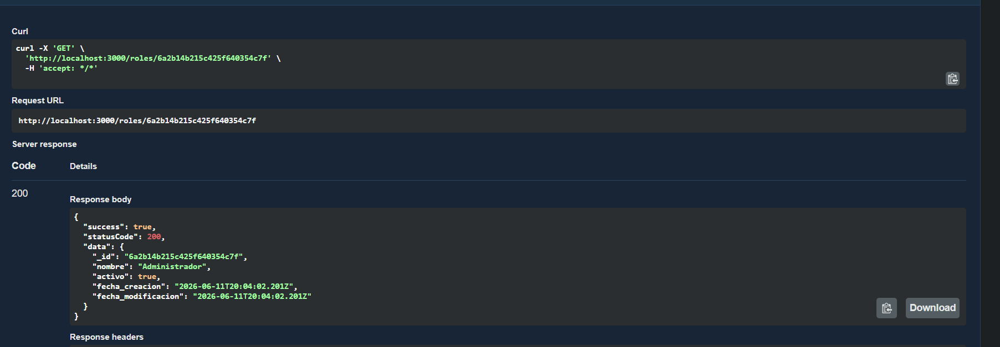 Curl
curl -X 'GET' \
  'http://localhost:3000/roles/6a2b14b215c425f640354c7f' \
  -H 'accept: */*'
Request URL
http://localhost:3000/roles/6a2b14b215c425f640354c7f
Server response
Code Details
200
Response body
{
  "success": true,
  "statusCode": 200,
  "data": {
    "_id": "6a2b14b215c425f640354c7f",
    "nombre": "Administrador",
    "activo": true,
    "fecha_creacion": "2026-06-11T20:04:02.201Z",
    "fecha_modificacion": "2026-06-11T20:04:02.201Z"
  }
}
Download
Response headers